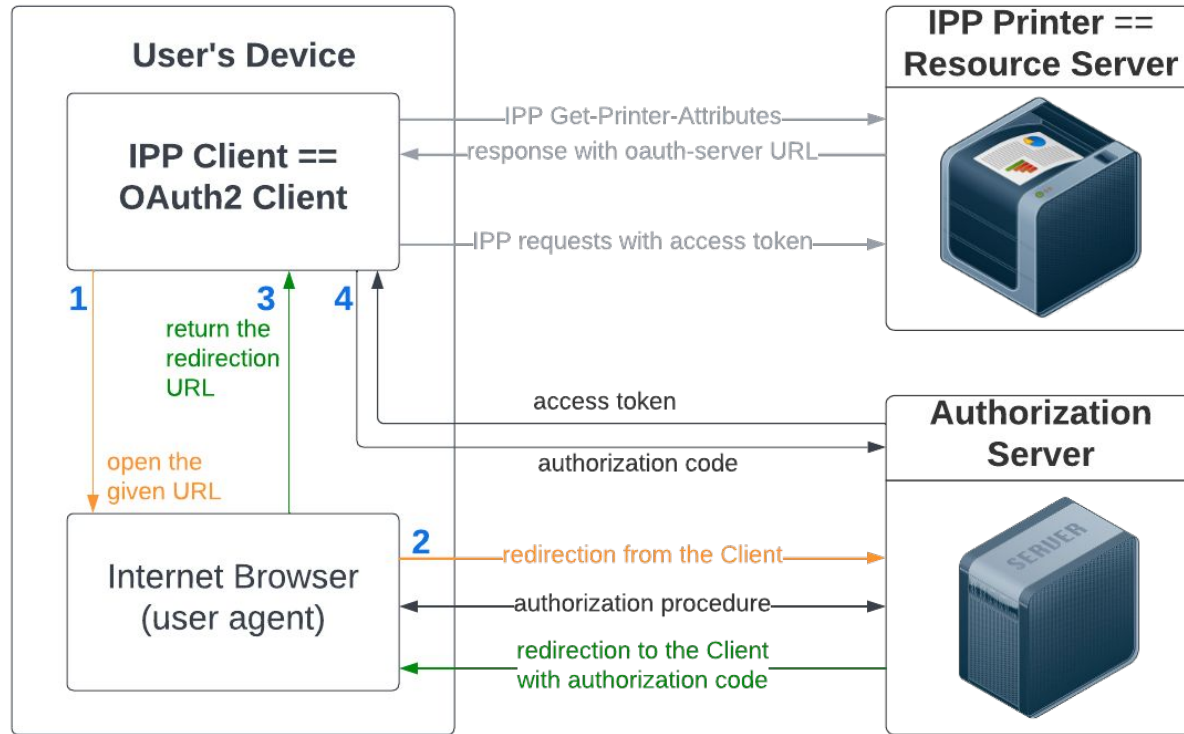 User's Device
IPP Printer ==
Resource Server
IPP Client ==
OAuth2 Client
IPP Get-Printer-Attributes
response with oauth-server URL
IPP requests with access token
1
3
4
return the
redirection
URL
access token
authorization code
Authorization
Server
open the
given URL
2
Internet Browser
(user agent)
redirection from the Client
authorization procedure
redirection to the Client
with authorization code
SERVER